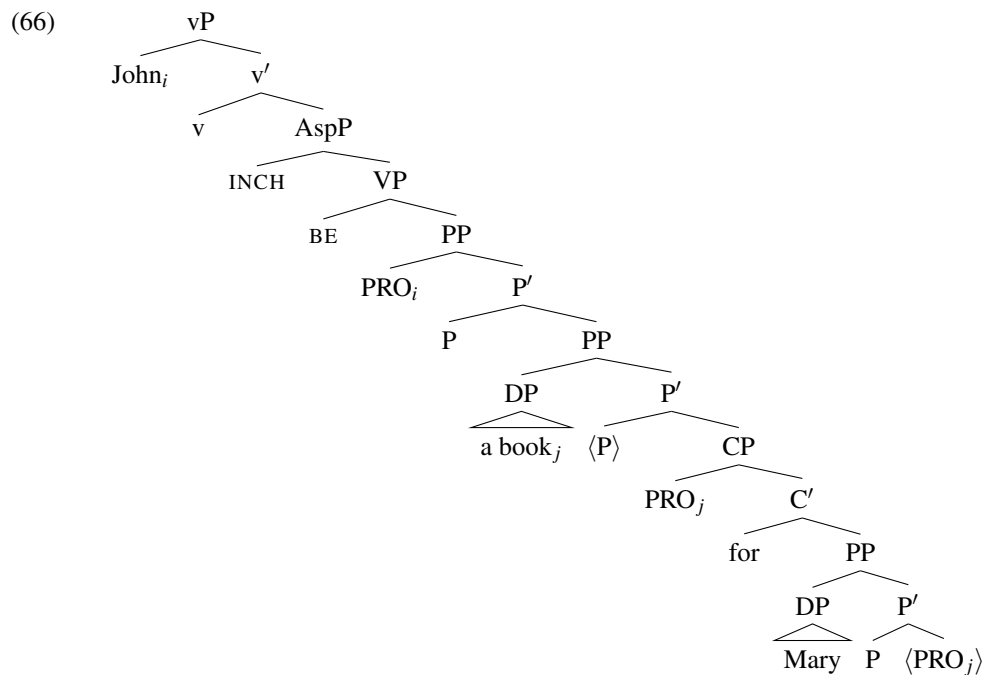 (66) vP
John_i v′
v AspP
INCH VP
BE PP
PRO_i P′
P PP
DP P′
a book_j ⟨P⟩ CP
PRO_j C′
for PP
DP P′
Mary P ⟨PRO_j⟩